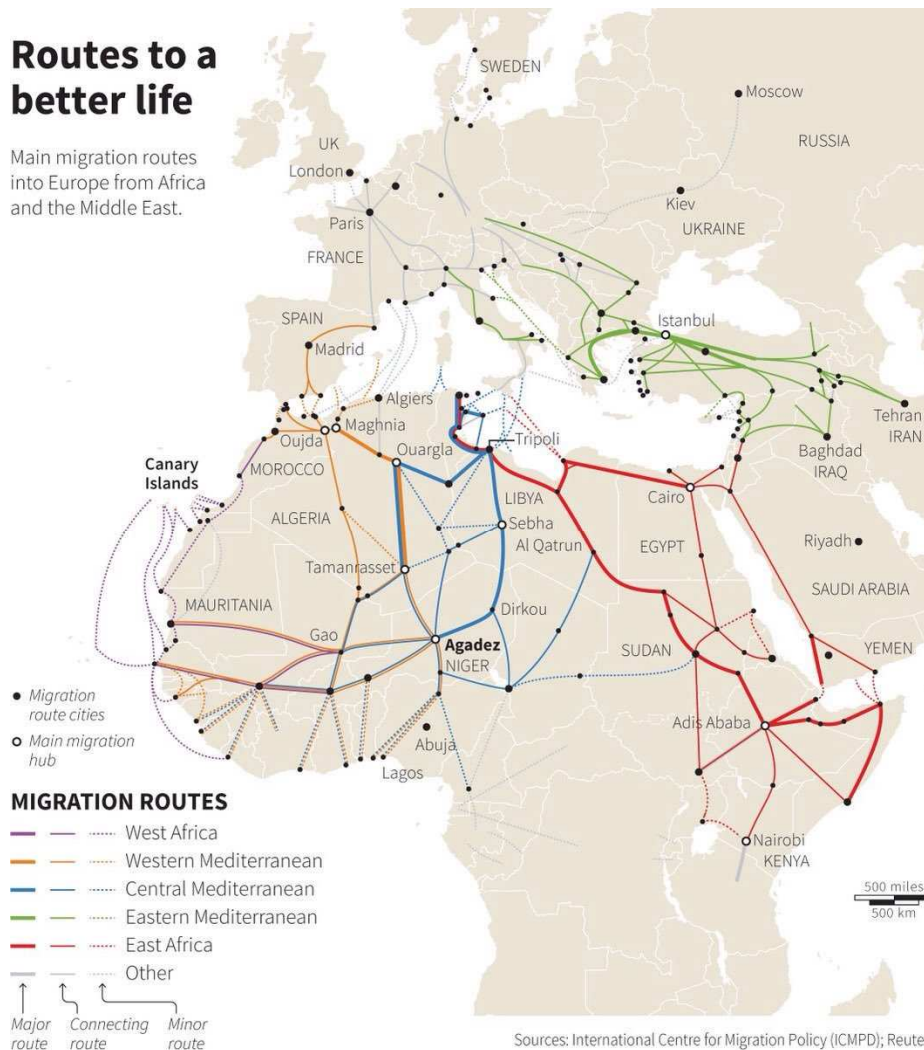 Routes to a
better life
Main migration routes
into Europe from Africa
and the Middle East.
SWEDEN
Moscow
RUSSIA
UK
London
Kiev
Paris
UKRAINE
FRANCE
SPAIN
Istanbul
Madrid
Algiers
Tehran
IRAN
Oujda
Maghnia
Ouargla
Tripoli
Baghdad
IRAQ
Canary
Islands
MOROCCO
LIBYA
Cairo
ALGERIA
Sebha
Al Qatrun
EGYPT
Riyadh
Tamanrasset
SAUDI ARABIA
MAURITANIA
Dirkou
Gao
Agadez
NIGER
SUDAN
YEMEN
Migration
route cities
Main migration
hub
Abuja
Adis Ababa
Lagos
MIGRATION ROUTES
West Africa
Western Mediterranean
Central Mediterranean
Eastern Mediterranean
East Africa
Other
Nairobi
KENYA
500 miles
500 km
Major
route
Connecting
route
Minor
route
Sources: International Centre for Migration Policy (ICMPD); Reute